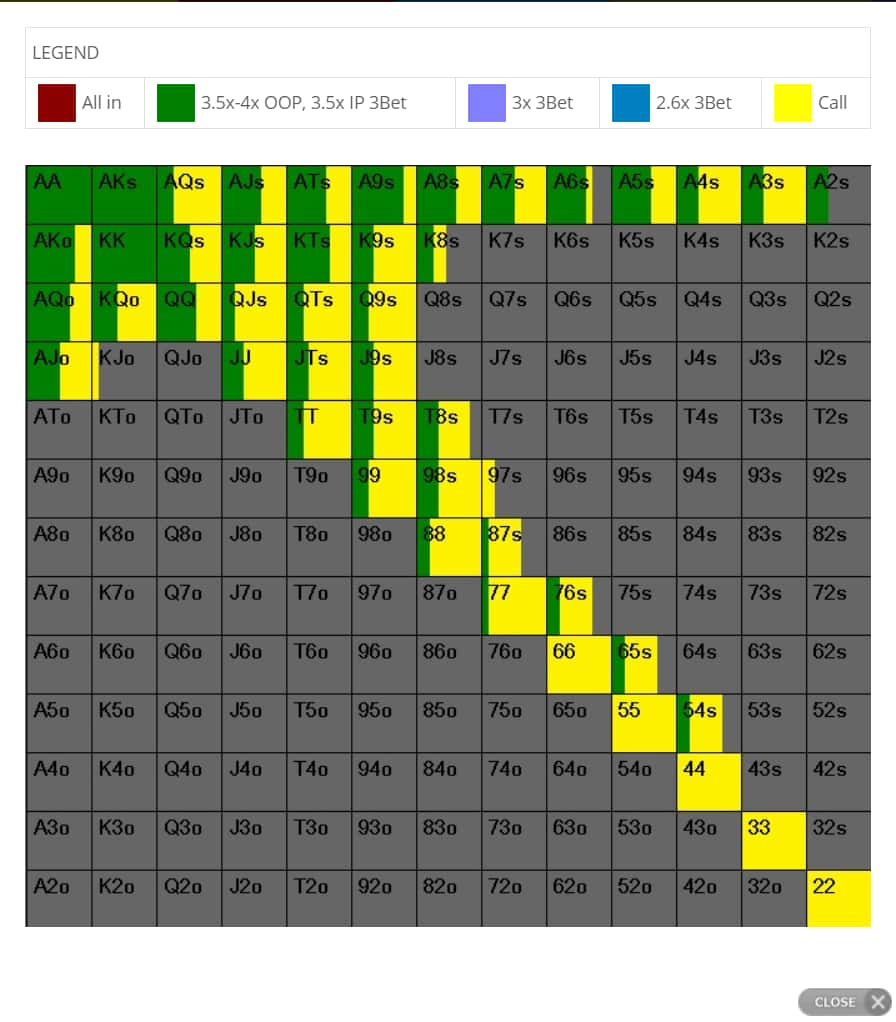 LEGEND
All in 3.5x-4x OOP, 3.5x IP 3Bet 3x 3Bet 2.6x 3Bet Call
AA AKs AQs AJs ATs A9s A8s A7s A6s A5s A4s A3s A2s
AKo KK KQs KJs KTs K9s K8s K7s K6s K5s K4s K3s K2s
AQo KQo QQ QJs QTs Q9s Q8s Q7s Q6s Q5s Q4s Q3s Q2s
AJo KJo QJo JJ JTs J9s J8s J7s J6s J5s J4s J3s J2s
ATo KTo QTo JTo TT T9s T8s T7s T6s T5s T4s T3s T2s
A9o K9o Q9o J9o T9o 99 98s 97s 96s 95s 94s 93s 92s
A8o K8o Q8o J8o T8o 98o 88 87s 86s 85s 84s 83s 82s
A7o K7o Q7o J7o T7o 97o 87o 77 76s 75s 74s 73s 72s
A6o K6o Q6o J6o T6o 96o 86o 76o 66 65s 64s 63s 62s
A5o K5o Q5o J5o T5o 95o 85o 75o 65o 55 54s 53s 52s
A4o K4o Q4o J4o T4o 94o 84o 74o 64o 54o 44 43s 42s
A3o K3o Q3o J3o T3o 93o 83o 73o 63o 53o 43o 33 32s
A2o K2o Q2o J2o T2o 92o 82o 72o 62o 52o 42o 32o 22
CLOSE